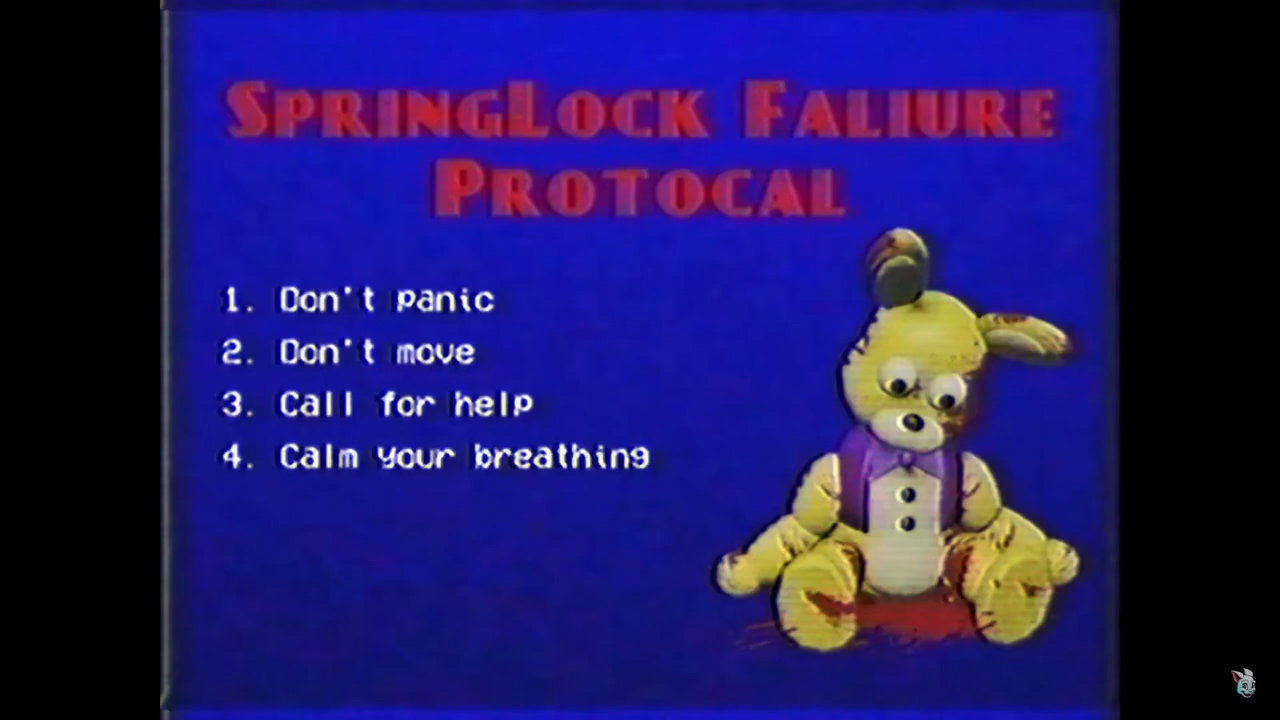 SpringLock Faliure
Protocal
1. Don't panic
2. Don't move
3. Call for help
4. Calm your breathing